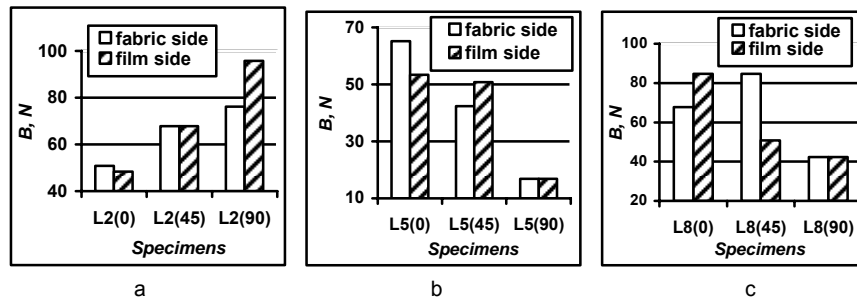 fabric side
film side
100
80
60
40
B, N
L2(0) L2(45) L2(90)
Specimens
a
fabric side
film side
70
50
30
10
B, N
L5(0) L5(45) L5(90)
Specimens
b
fabric side
film side
100
80
60
40
20
B, N
L8(0) L8(45) L8(90)
Specimens
c